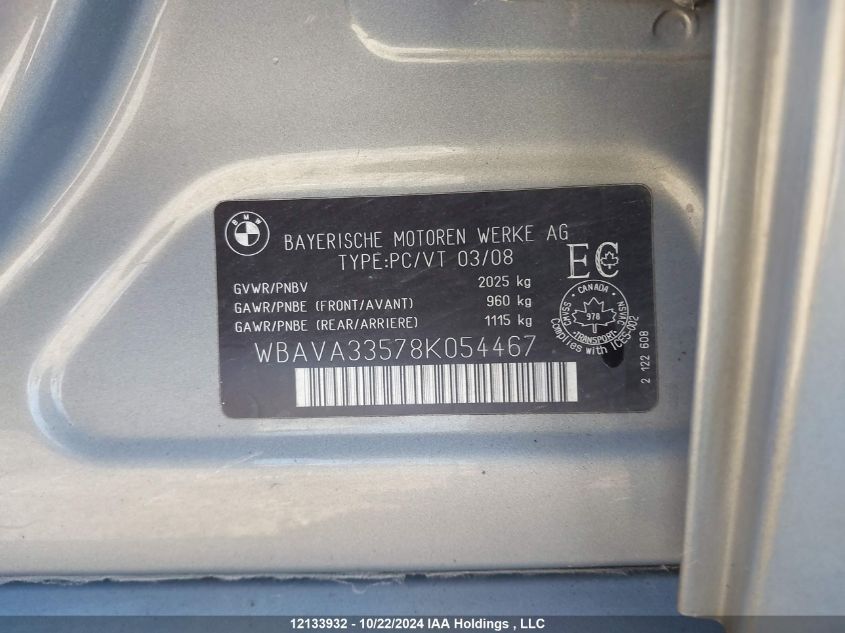 BMW
BAYERISCHE MOTOREN WERKE AG
TYPE:PC/VT 03/08
GVWR/PNBV 2025 kg
GAWR/PNBE (FRONT/AVANT) 960 kg
GAWR/PNBE (REAR/ARRIERE) 1115 kg
EC
CANADA
978
TRANSPORT
CMVSS
NSVAC
Complies with ICES-002
WBAVA33578K054467
2 122 608
12133932 - 10/22/2024 IAA Holdings , LLC